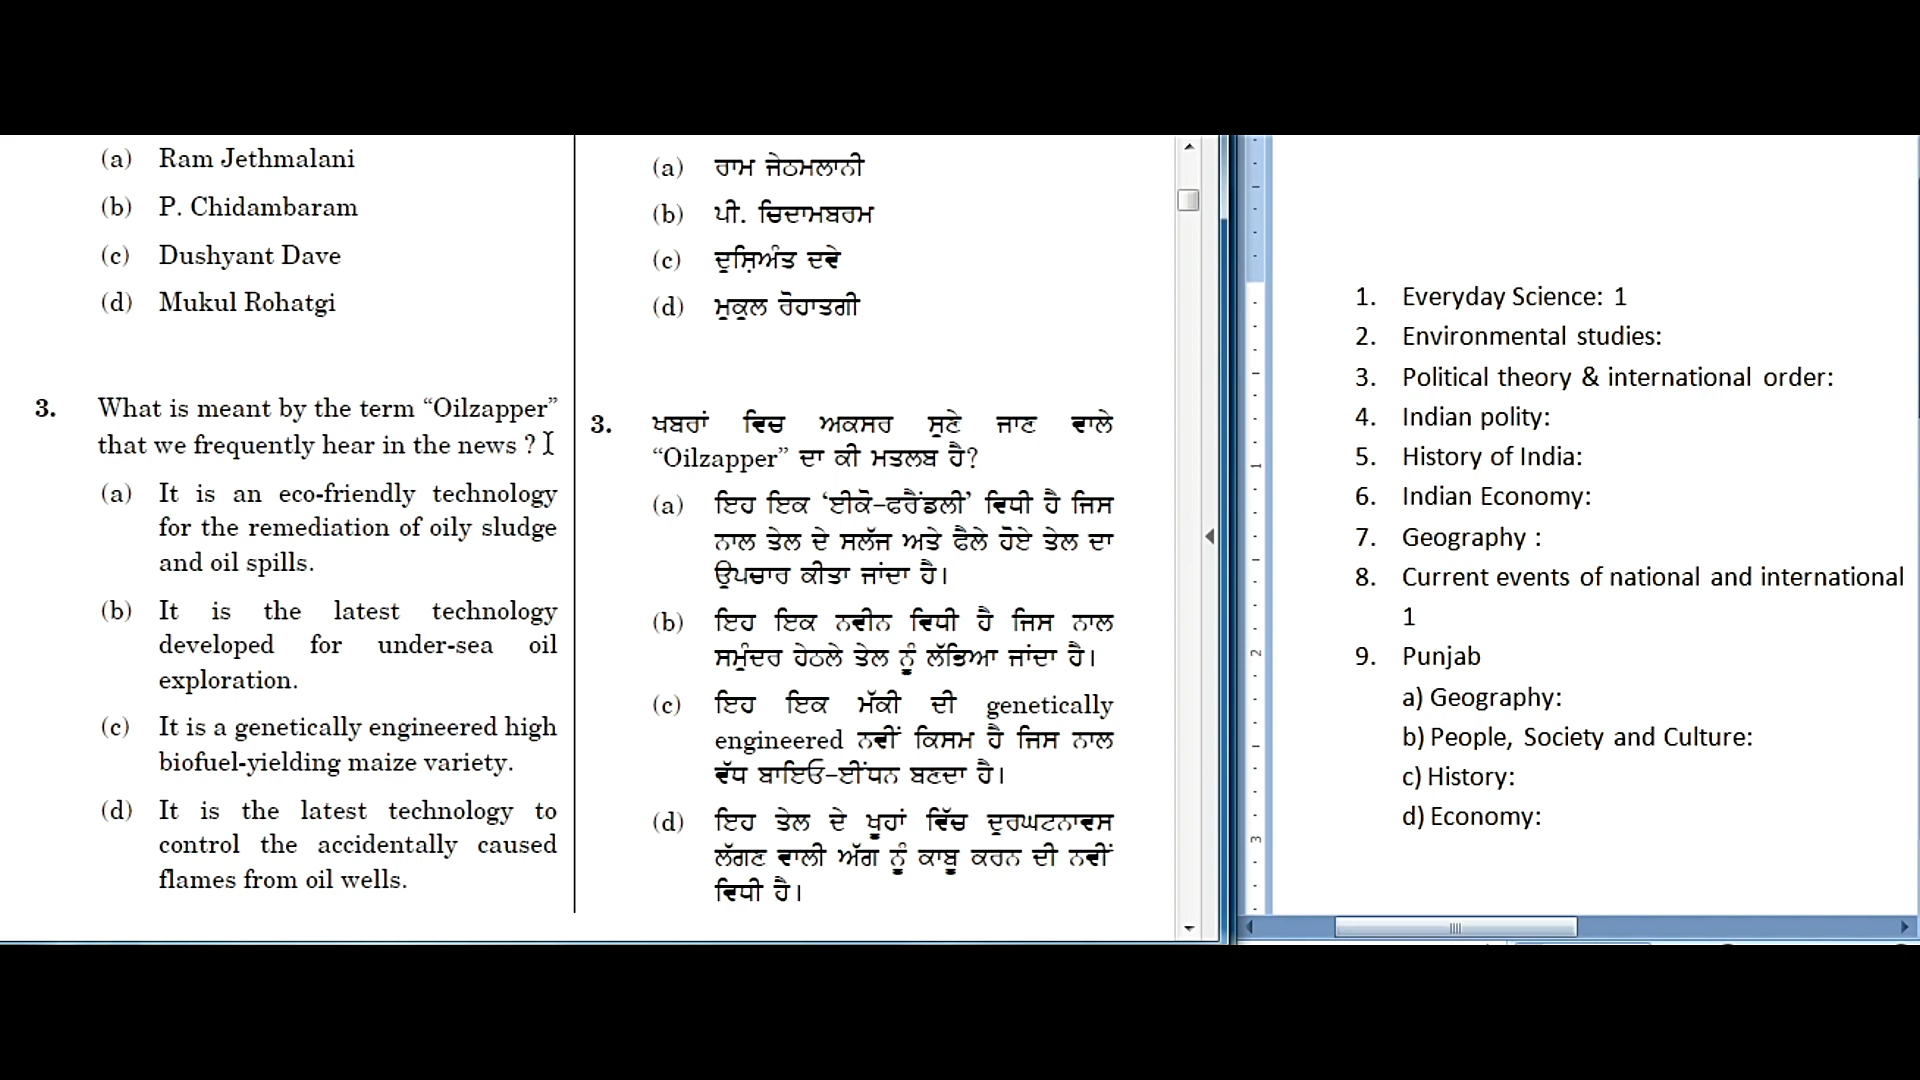 (a) Ram Jethmalani
(b) P. Chidambaram
(c) Dushyant Dave
(d) Mukul Rohatgi
3. What is meant by the term “Oilzapper”
that we frequently hear in the news ?
(a) It is an eco-friendly technology
for the remediation of oily sludge
and oil spills.
(b) It is the latest technology
developed for under-sea oil
exploration.
(c) It is a genetically engineered high
biofuel-yielding maize variety.
(d) It is the latest technology to
control the accidentally caused
flames from oil wells.
(a) ਰਾਮ ਜੇਠਮਲਾਨੀ
(b) ਪੀ. ਚਿਦਾਮਬਰਮ
(c) ਦੁਸ਼ਿਅੰਤ ਦਵੇ
(d) ਮੁਕੁਲ ਰੋਹਾਤਗੀ
3. ਖਬਰਾਂ ਵਿਚ ਅਕਸਰ ਸੁਣੇ ਜਾਣ ਵਾਲੇ
“Oilzapper” ਦਾ ਕੀ ਮਤਲਬ ਹੈ?
(a) ਇਹ ਇਕ ‘ਈਕੋ-ਫਰੈਂਡਲੀ’ ਵਿਧੀ ਹੈ ਜਿਸ
ਨਾਲ ਤੇਲ ਦੇ ਸਲੱਜ ਅਤੇ ਫੈਲੇ ਹੋਏ ਤੇਲ ਦਾ
ਉਪਚਾਰ ਕੀਤਾ ਜਾਂਦਾ ਹੈ।
(b) ਇਹ ਇਕ ਨਵੀਨ ਵਿਧੀ ਹੈ ਜਿਸ ਨਾਲ
ਸਮੁੰਦਰ ਹੇਠਲੇ ਤੇਲ ਨੂੰ ਲੱਭਿਆ ਜਾਂਦਾ ਹੈ।
(c) ਇਹ ਇਕ ਮੱਕੀ ਦੀ genetically
engineered ਨਵੀਂ ਕਿਸਮ ਹੈ ਜਿਸ ਨਾਲ
ਵੱਧ ਬਾਇਓ-ਈਂਧਨ ਬਣਦਾ ਹੈ।
(d) ਇਹ ਤੇਲ ਦੇ ਖੂਹਾਂ ਵਿੱਚ ਦੁਰਘਟਨਾਵਸ
ਲੱਗਣ ਵਾਲੀ ਅੱਗ ਨੂੰ ਕਾਬੂ ਕਰਨ ਦੀ ਨਵੀਂ
ਵਿਧੀ ਹੈ।
1
2
3
1. Everyday Science: 1
2. Environmental studies:
3. Political theory & international order:
4. Indian polity:
5. History of India:
6. Indian Economy:
7. Geography :
8. Current events of national and international
1
9. Punjab
a) Geography:
b) People, Society and Culture:
c) History:
d) Economy: